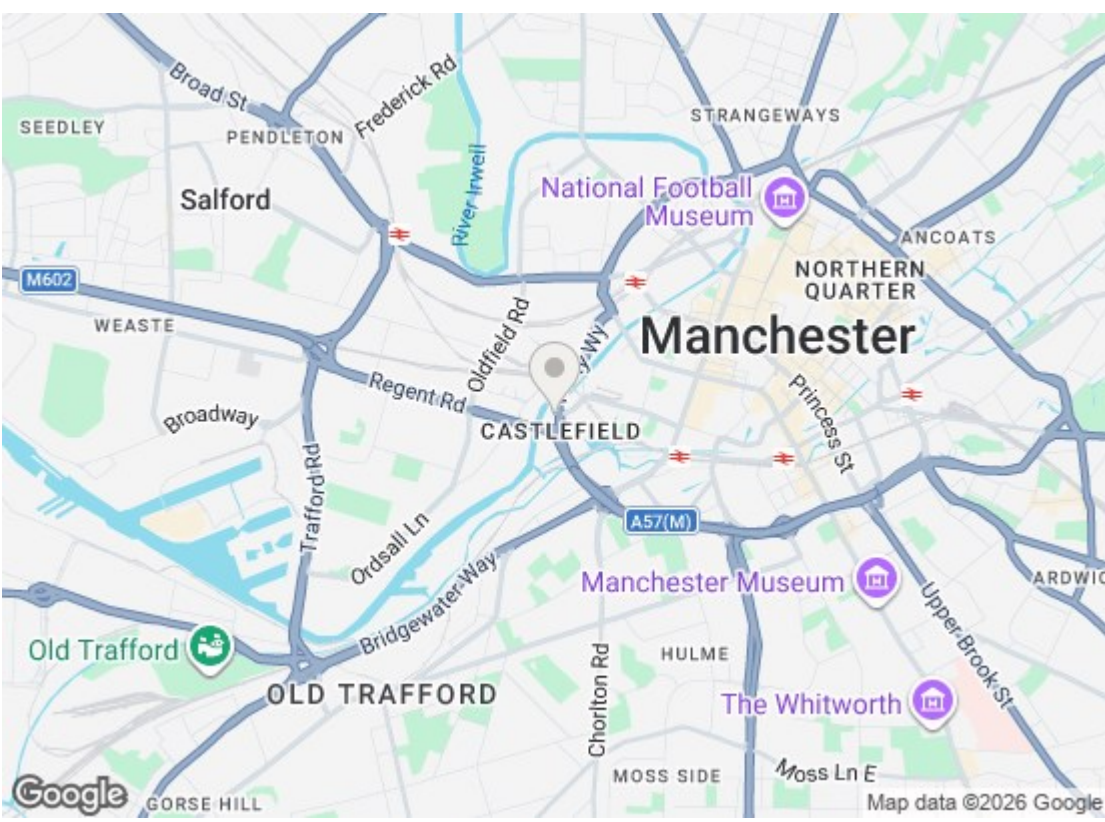 Broad St
Frederick Rd
STRANGEWAYS
SEEDLEY
PENDLETON
River Irwell
National Football
Museum
Salford
ANCOATS
NORTHERN
QUARTER
M602
WEASTE
Oldfield Rd
Manchester
Regent Rd
Princess St
Broadway
CASTLEFIELD
Trafford Rd
A57(M)
Ordsall Ln
Bridgewater Way
Manchester Museum
ARDWIC
Upper Brook St
Old Trafford
HULME
OLD TRAFFORD
Chorlton Rd
The Whitworth
MOSS SIDE
Moss Ln E
Google
GORSE HILL
Map data ©2026 Google